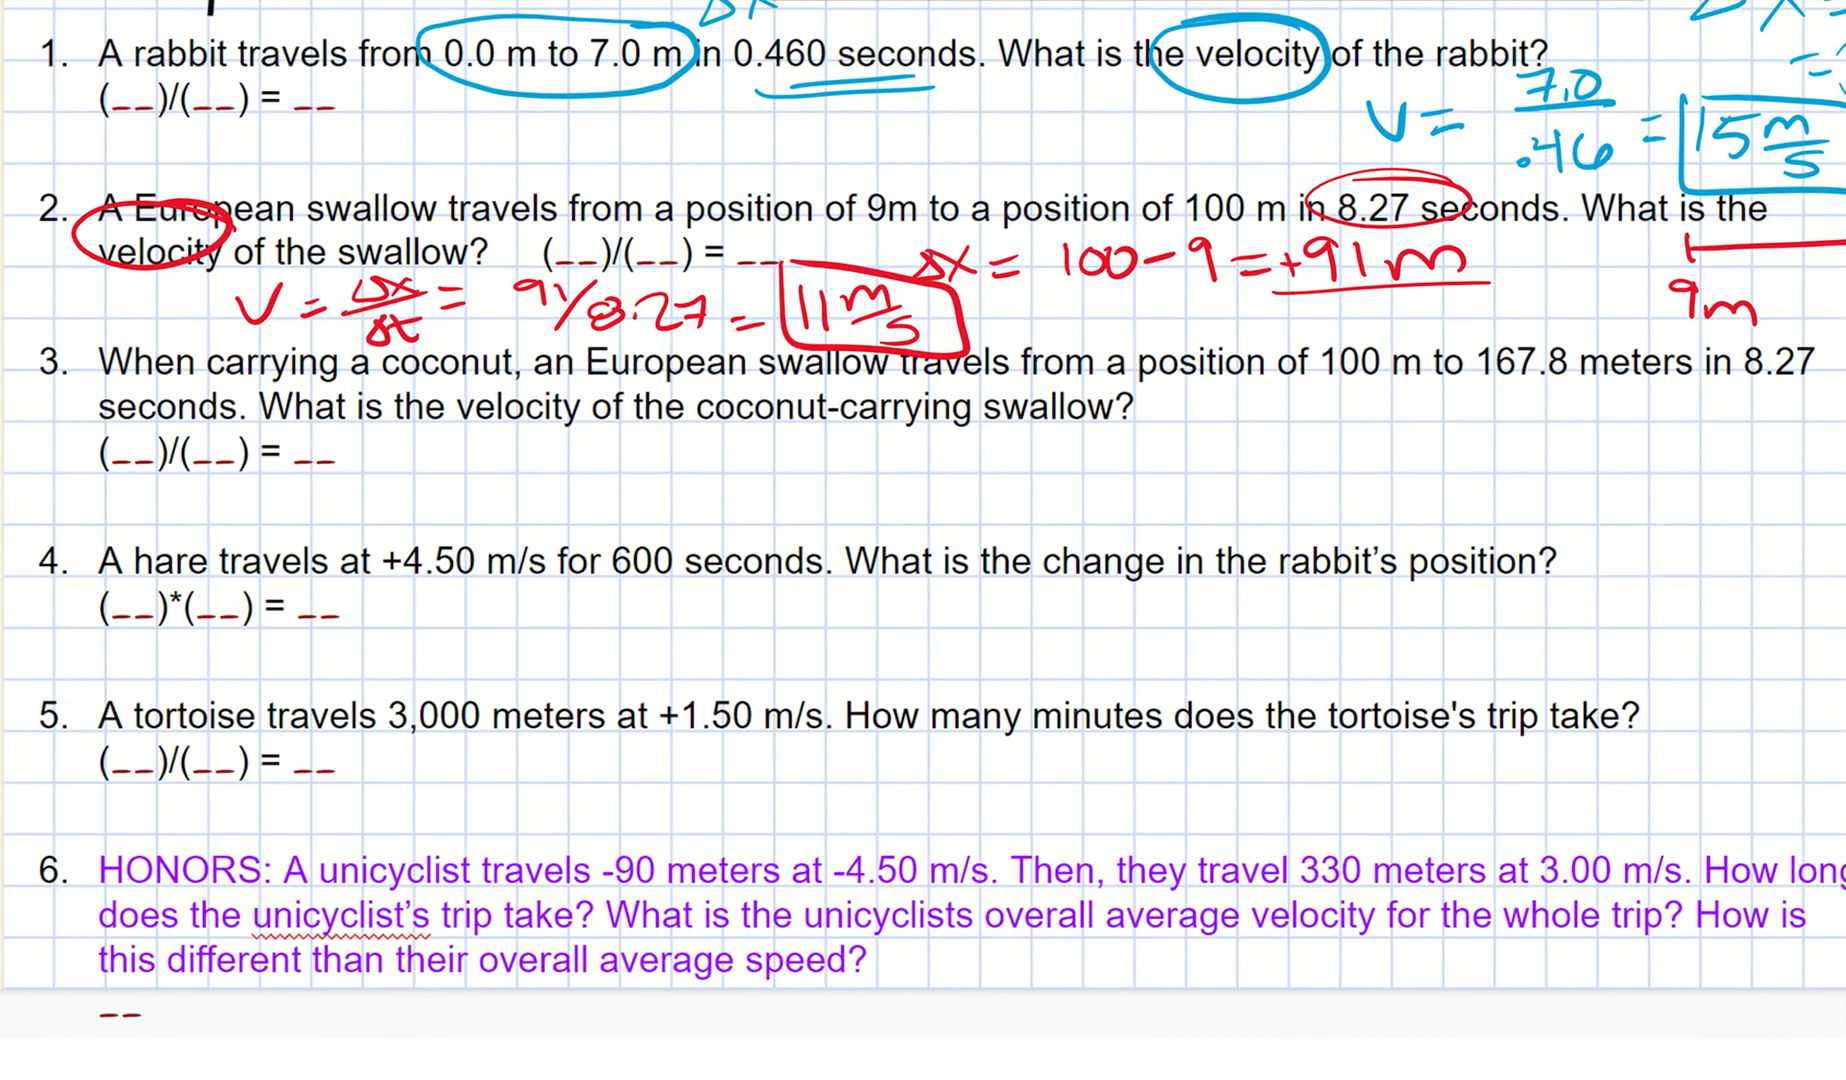 Δx
Δx =
1. A rabbit travels from 0.0 m to 7.0 m in 0.460 seconds. What is the velocity of the rabbit?
(__)/(__) = __
V = 7.0/.46 = 15 m/s
2. A European swallow travels from a position of 9m to a position of 100 m in 8.27 seconds. What is the
velocity of the swallow? (__)/(__) = __
Δx = 100 - 9 = +91 m
9m
V = Δx/Δt = 91/8.27 = 11 m/s
3. When carrying a coconut, an European swallow travels from a position of 100 m to 167.8 meters in 8.27
seconds. What is the velocity of the coconut-carrying swallow?
(__)/(__) = __
4. A hare travels at +4.50 m/s for 600 seconds. What is the change in the rabbit’s position?
(__)*(__) = __
5. A tortoise travels 3,000 meters at +1.50 m/s. How many minutes does the tortoise's trip take?
(__)/(__) = __
6. HONORS: A unicyclist travels -90 meters at -4.50 m/s. Then, they travel 330 meters at 3.00 m/s. How long
does the unicyclist’s trip take? What is the unicyclists overall average velocity for the whole trip? How is
this different than their overall average speed?
__